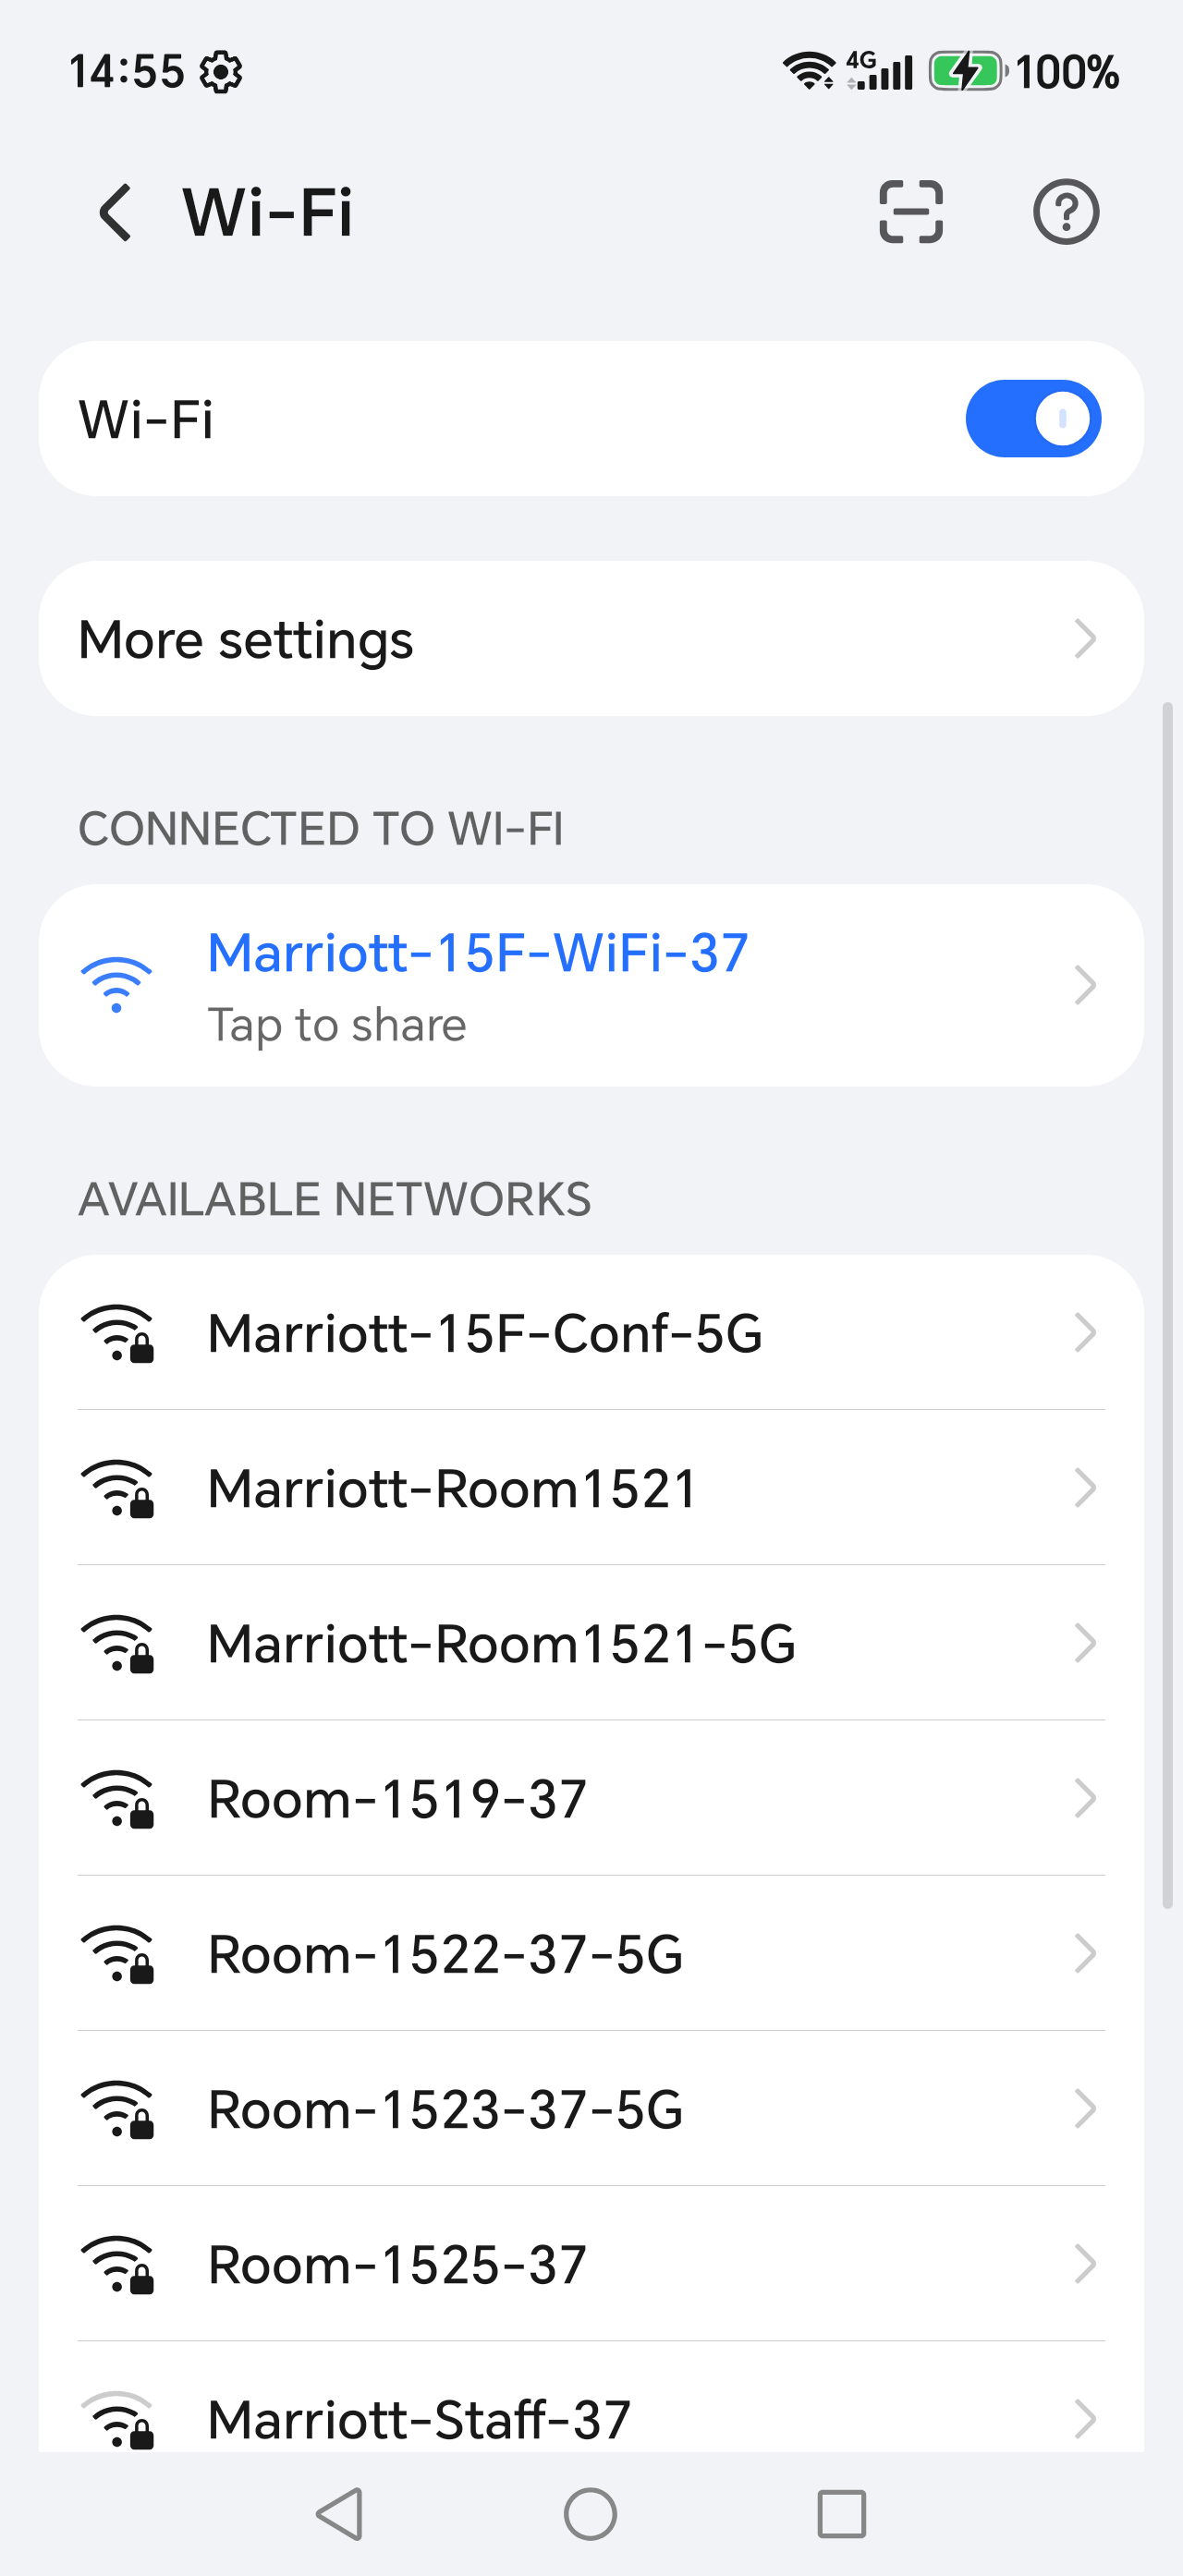 14:55
4G
100%
Wi-Fi
Wi-Fi
More settings
CONNECTED TO WI-FI
Marriott-15F-WiFi-37
Tap to share
AVAILABLE NETWORKS
Marriott-15F-Conf-5G
Marriott-Room1521
Marriott-Room1521-5G
Room-1519-37
Room-1522-37-5G
Room-1523-37-5G
Room-1525-37
Marriott-Staff-37